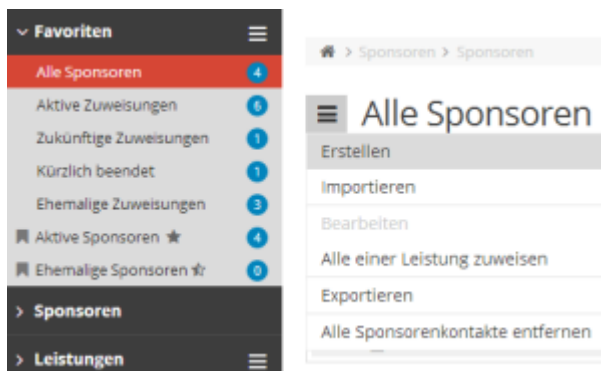 Favoriten
Alle Sponsoren 4
Aktive Zuweisungen 6
Zukünftige Zuweisungen 1
Kürzlich beendet 1
Ehemalige Zuweisungen 3
Aktive Sponsoren 4
Ehemalige Sponsoren 0
> Sponsoren
> Leistungen
> Sponsoren > Sponsoren
Alle Sponsoren
Erstellen
Importieren
Bearbeiten
Alle einer Leistung zuweisen
Exportieren
Alle Sponsorenkontakte entfernen